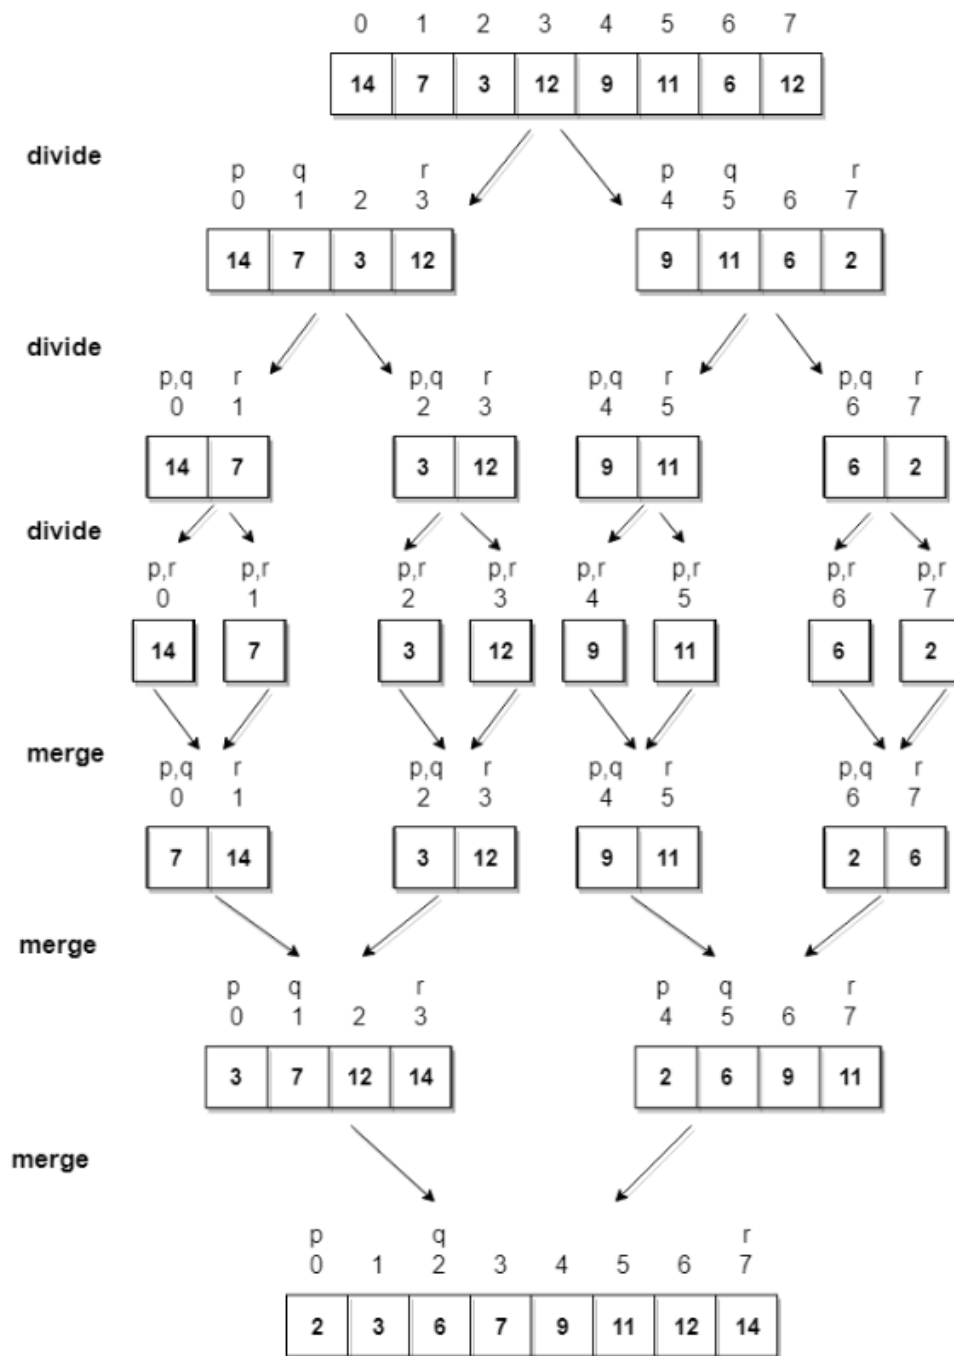 0 1 2 3 4 5 6 7
14 7 3 12 9 11 6 12
divide
p q r p q r
0 1 2 3 4 5 6 7
14 7 3 12 9 11 6 2
divide
p,q r p,q r p,q r p,q r
0 1 2 3 4 5 6 7
14 7 3 12 9 11 6 2
divide
p,r p,r p,r p,r p,r p,r p,r p,r
0 1 2 3 4 5 6 7
14 7 3 12 9 11 6 2
merge
p,q r p,q r p,q r p,q r
0 1 2 3 4 5 6 7
7 14 3 12 9 11 2 6
merge
p q r p q r
0 1 2 3 4 5 6 7
3 7 12 14 2 6 9 11
merge
p q r
0 1 2 3 4 5 6 7
2 3 6 7 9 11 12 14